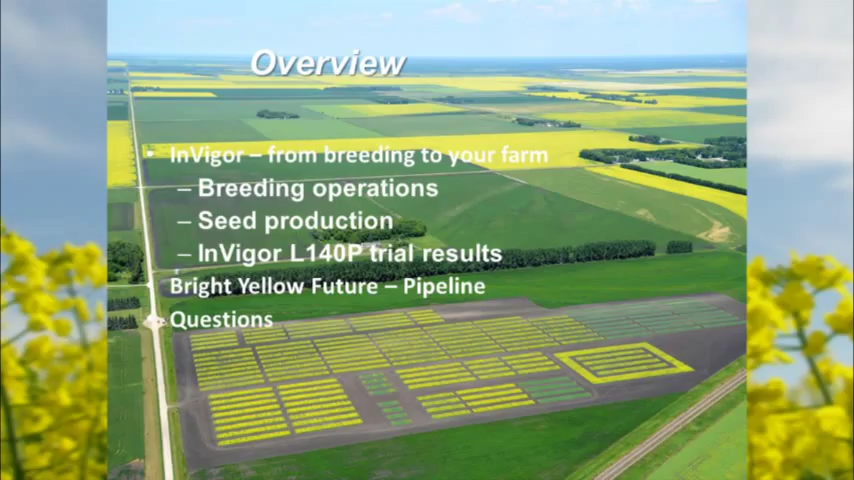 Overview
• InVigor – from breeding to your farm
– Breeding operations
– Seed production
– InVigor L140P trial results
Bright Yellow Future – Pipeline
• Questions